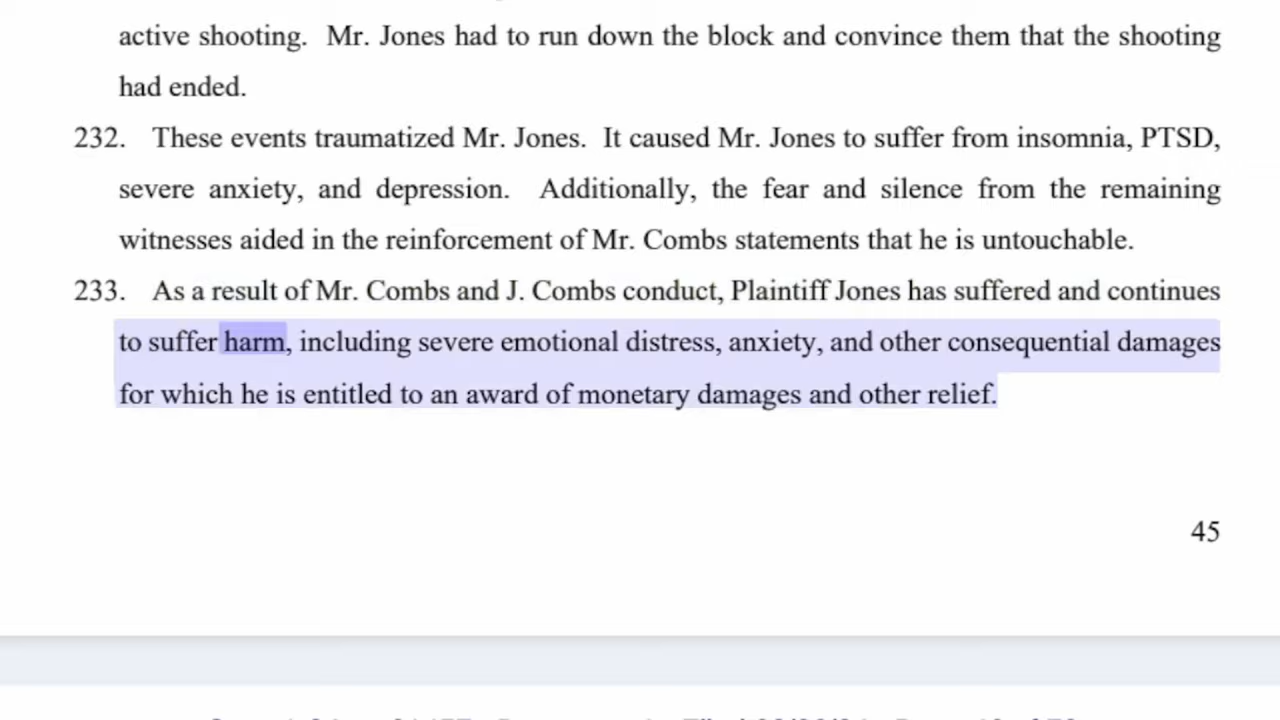 active shooting. Mr. Jones had to run down the block and convince them that the shooting
had ended.
232. These events traumatized Mr. Jones. It caused Mr. Jones to suffer from insomnia, PTSD,
severe anxiety, and depression. Additionally, the fear and silence from the remaining
witnesses aided in the reinforcement of Mr. Combs statements that he is untouchable.
233. As a result of Mr. Combs and J. Combs conduct, Plaintiff Jones has suffered and continues
to suffer harm, including severe emotional distress, anxiety, and other consequential damages
for which he is entitled to an award of monetary damages and other relief.
45